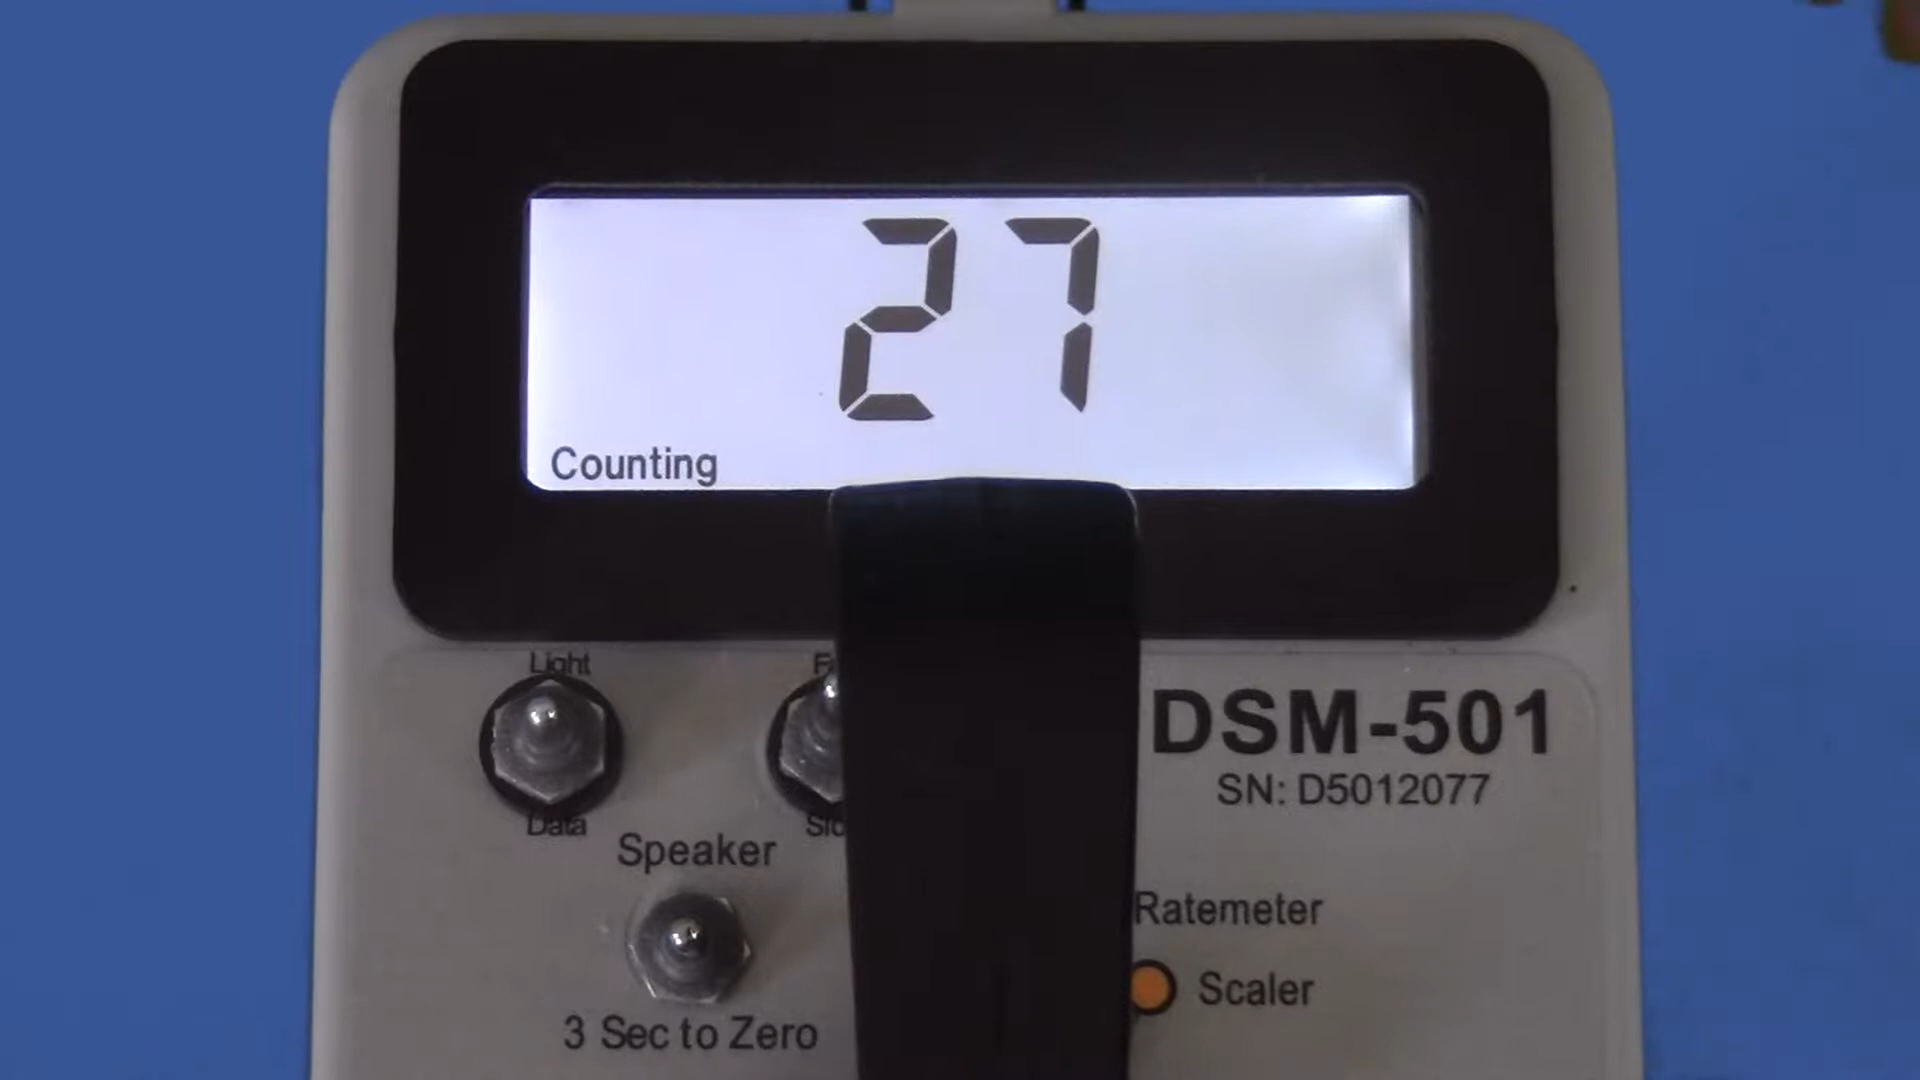 27
Counting
Light
Data
DSM-501
SN: D5012077
Speaker
Ratemeter
Scaler
3 Sec to Zero